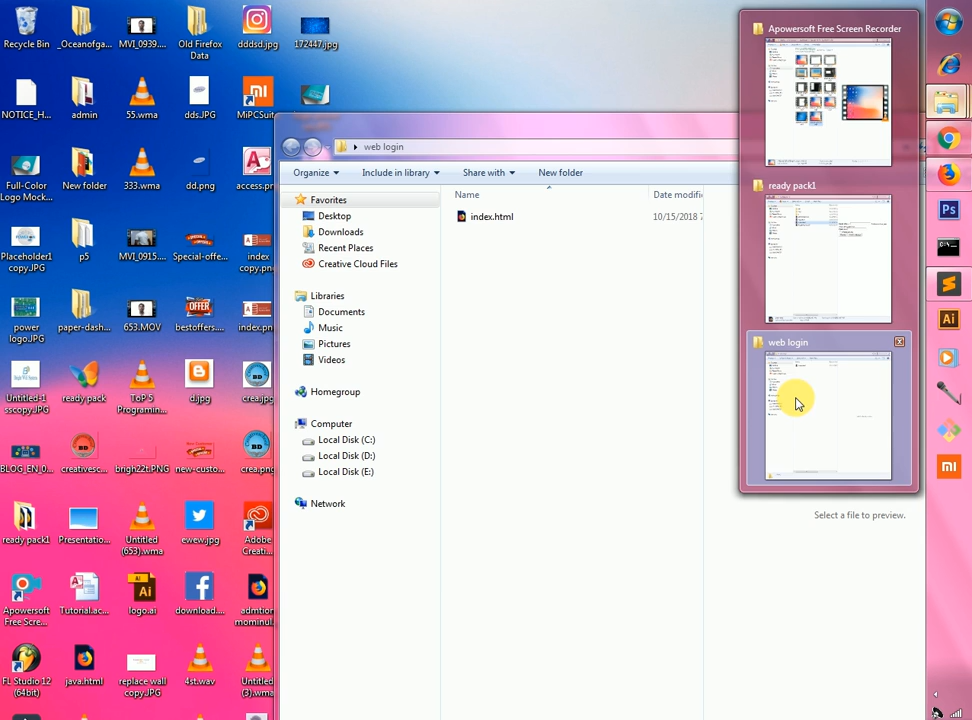 Recycle Bin
_Oceanofga...
MVI_0939....
Old Firefox
Data
dddsd.jpg
172447.jpg
NOTICE_H...
admin
55.wma
ddsJPG
MiPCSuit
Full-Color
Logo Mock...
New folder
333.wma
dd.png
access.pn
Placeholder1
copy.JPG
p5
MVI_0915....
Special-offe...
index
copy.png
power
logo.JPG
paper-dash...
653.MOV
bestoffers....
index.pn
Untitled-1
sscopy.JPG
ready pack
ToP 5
Programin...
d.jpg
crea.jpg
BLOG_EN_0...
creativesc...
brigh22t.PNG
new-custo...
crea.png
ready pack1
Presentatio...
Untitled
(653).wma
ewew.jpg
Adobe
Creati
Apowersoft
Free Scre...
Tutorial.ac...
logo.ai
download....
admtion
mominul
FL Studio 12
(64bit)
java.html
replace wall
copy.JPG
4st.wav
Untitled
(3).wma
web login
Organize
Include in library
Share with
New folder
Name
Date modifi
index.html
10/15/2018 7
Favorites
Desktop
Downloads
Recent Places
Creative Cloud Files
Libraries
Documents
Music
Pictures
Videos
Homegroup
Computer
Local Disk (C:)
Local Disk (D:)
Local Disk (E:)
Network
Select a file to preview.
Apowersoft Free Screen Recorder
ready pack1
web login
Ps
Ai
mi